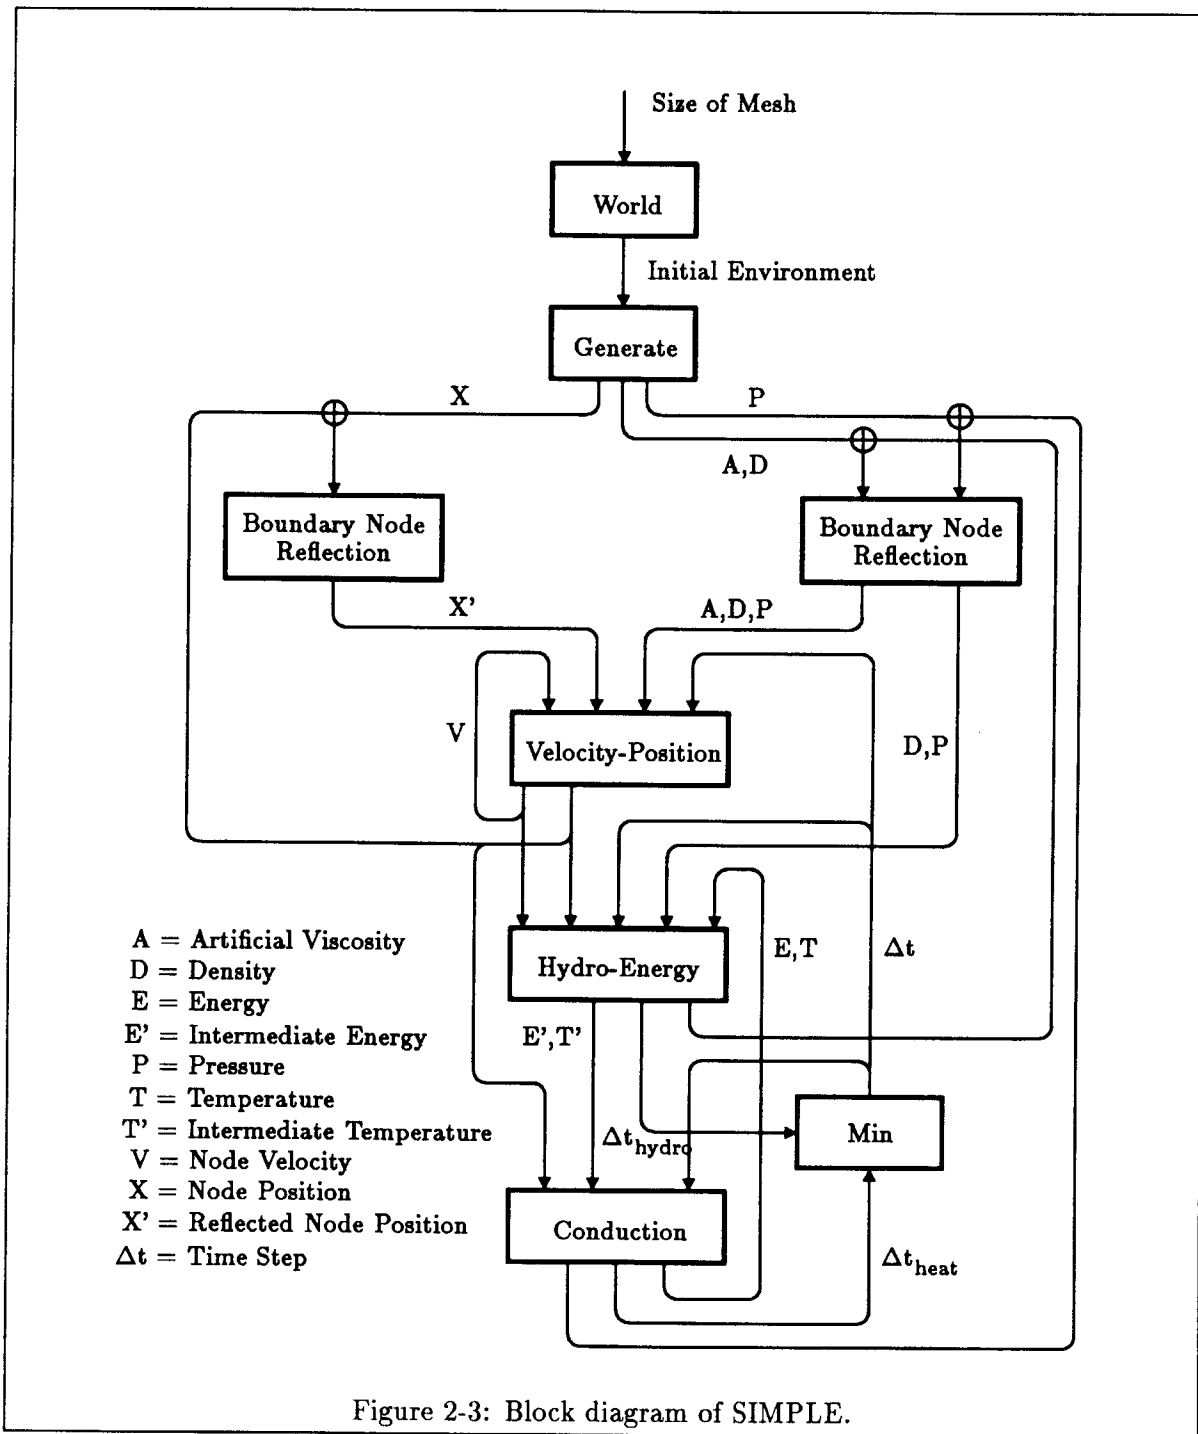 Size of Mesh
World
Initial Environment
Generate
X
P
A,D
Boundary Node
Reflection
Boundary Node
Reflection
X'
A,D,P
V
Velocity-Position
D,P
A = Artificial Viscosity
D = Density
E = Energy
E' = Intermediate Energy
P = Pressure
T = Temperature
T' = Intermediate Temperature
V = Node Velocity
X = Node Position
X' = Reflected Node Position
Δt = Time Step
Hydro-Energy
E,T
Δt
E',T'
Δt_hydro
Min
Conduction
Δt_heat
Figure 2-3: Block diagram of SIMPLE.